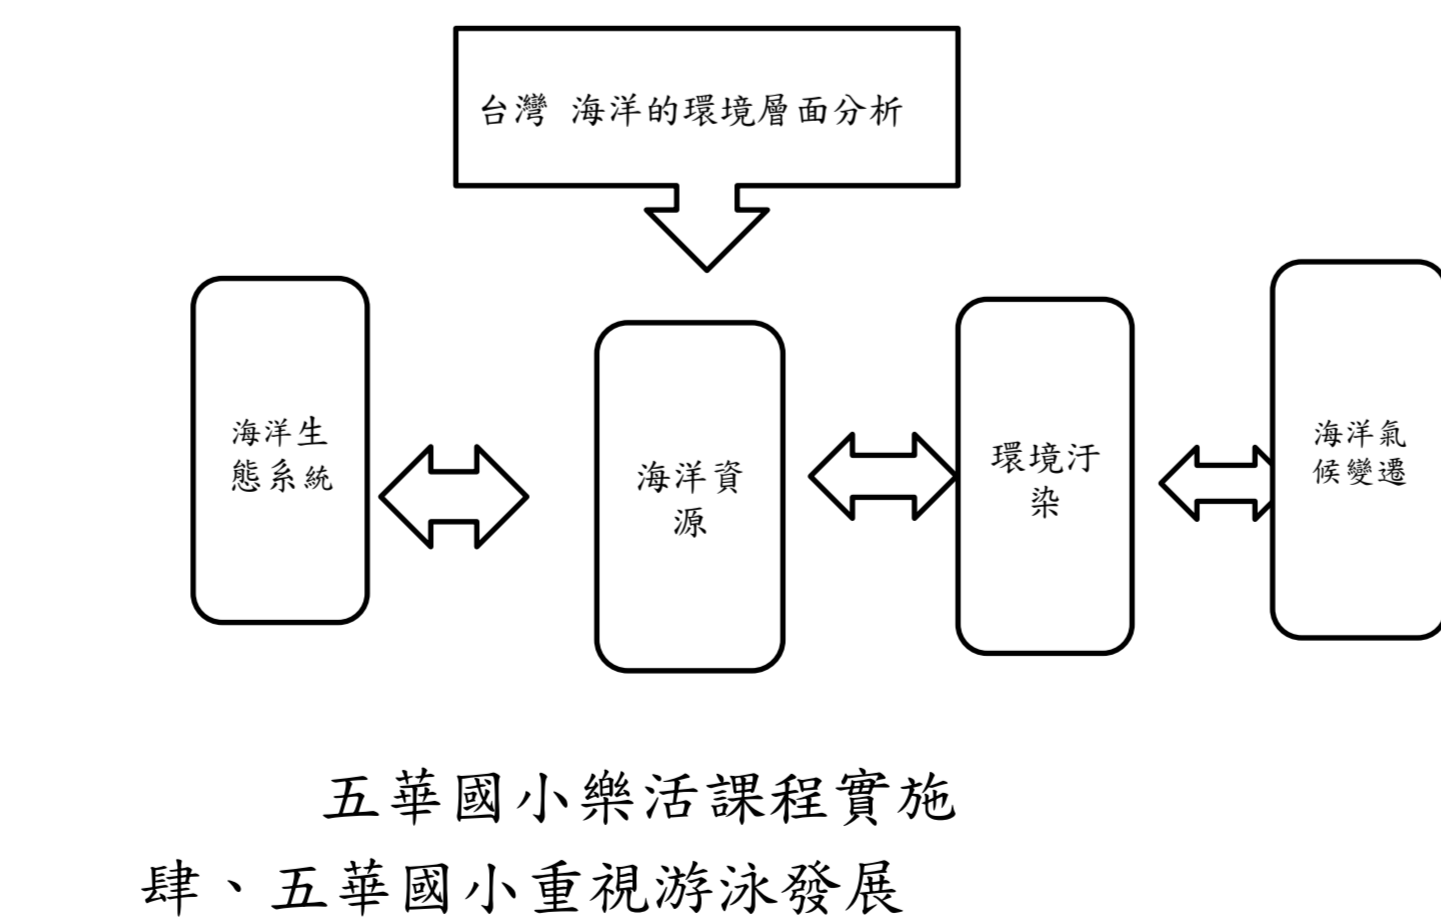 台灣 海洋的環境層面分析
海洋生
態系統
海洋資
源
環境汙
染
海洋氣
候變遷
五華國小樂活課程實施
肆、五華國小重視游泳發展